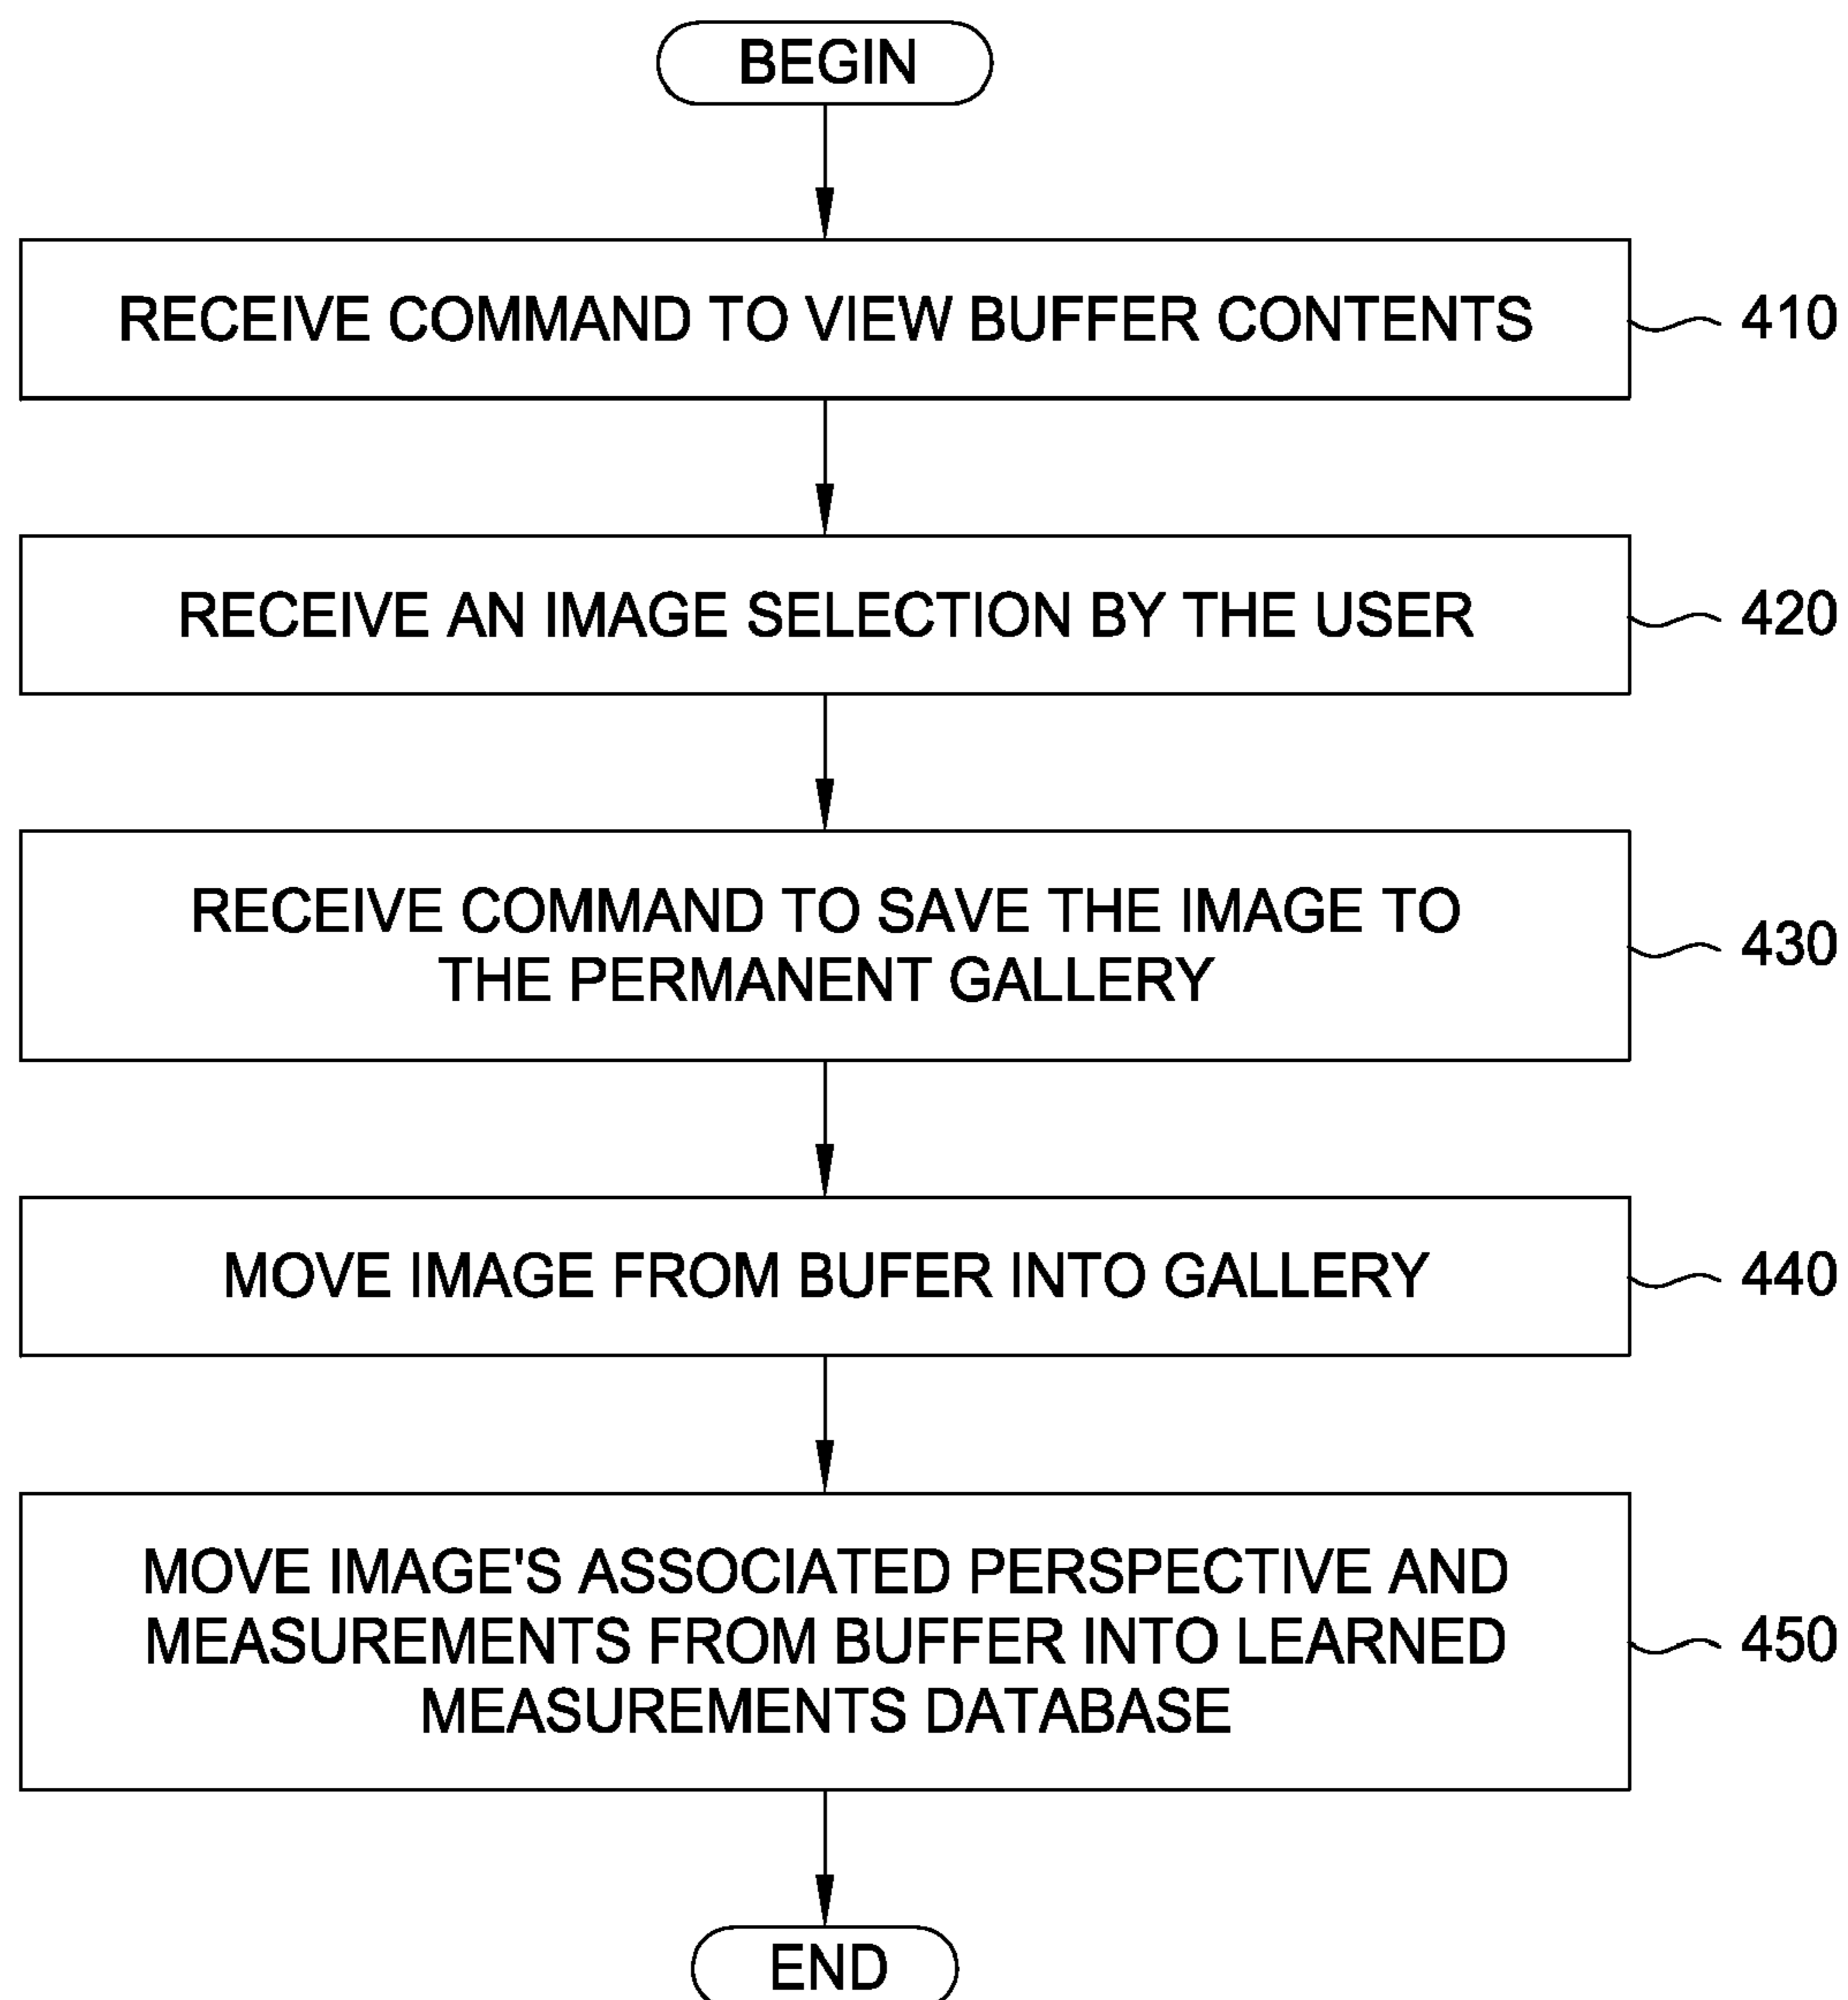 BEGIN
RECEIVE COMMAND TO VIEW BUFFER CONTENTS
410
RECEIVE AN IMAGE SELECTION BY THE USER
420
RECEIVE COMMAND TO SAVE THE IMAGE TO
THE PERMANENT GALLERY
430
MOVE IMAGE FROM BUFER INTO GALLERY
440
MOVE IMAGE'S ASSOCIATED PERSPECTIVE AND
MEASUREMENTS FROM BUFFER INTO LEARNED
MEASUREMENTS DATABASE
450
END